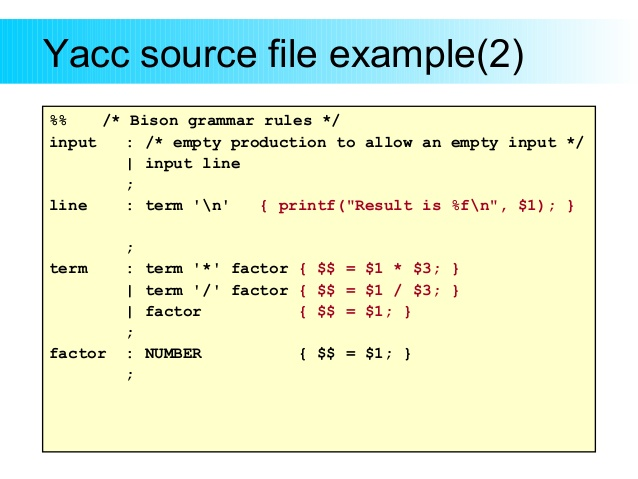 Yacc source file example(2)
%% /* Bison grammar rules */
input : /* empty production to allow an empty input */
| input line
;
line : term '\n' { printf("Result is %f\n", $1); }
;
term : term '*' factor { $$ = $1 * $3; }
| term '/' factor { $$ = $1 / $3; }
| factor { $$ = $1; }
;
factor : NUMBER { $$ = $1; }
;